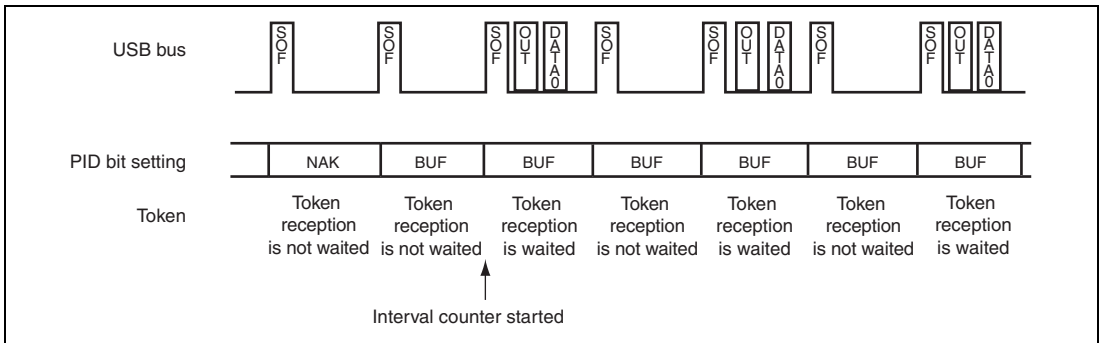 USB bus
SOF SOF SOF OUT DATA0 SOF SOF OUT DATA0 SOF SOF OUT DATA0
PID bit setting NAK BUF BUF BUF BUF BUF BUF
Token
Token Token Token Token Token Token Token
reception reception reception reception reception reception reception
is not waited is not waited is waited is not waited is waited is not waited is waited
Interval counter started